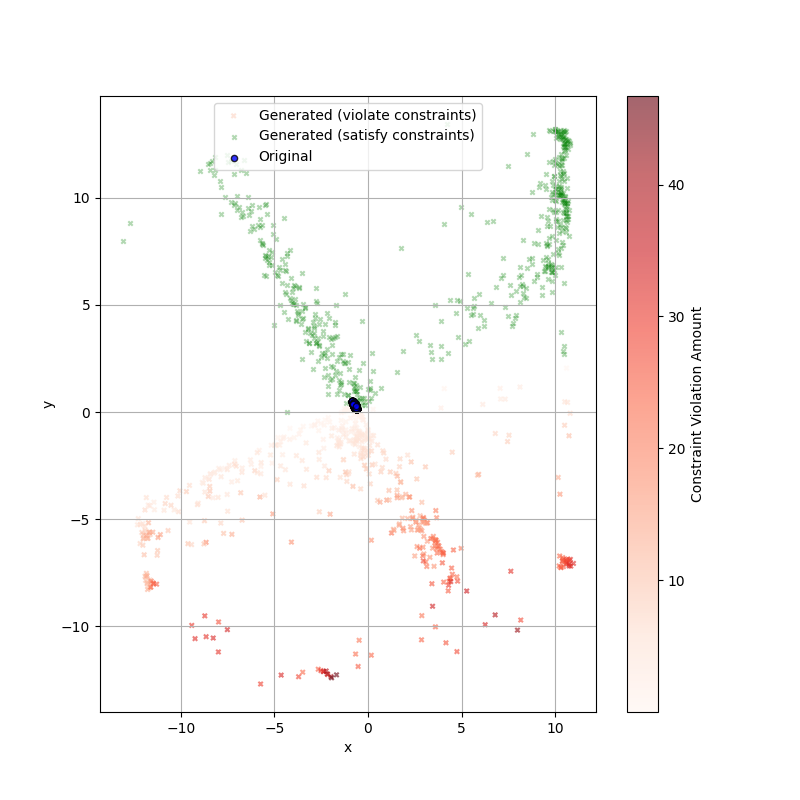 Generated (violate constraints)
Generated (satisfy constraints)
Original
10
5
0
−5
−10
y
−10
−5
0
5
10
x
40
30
20
10
Constraint Violation Amount